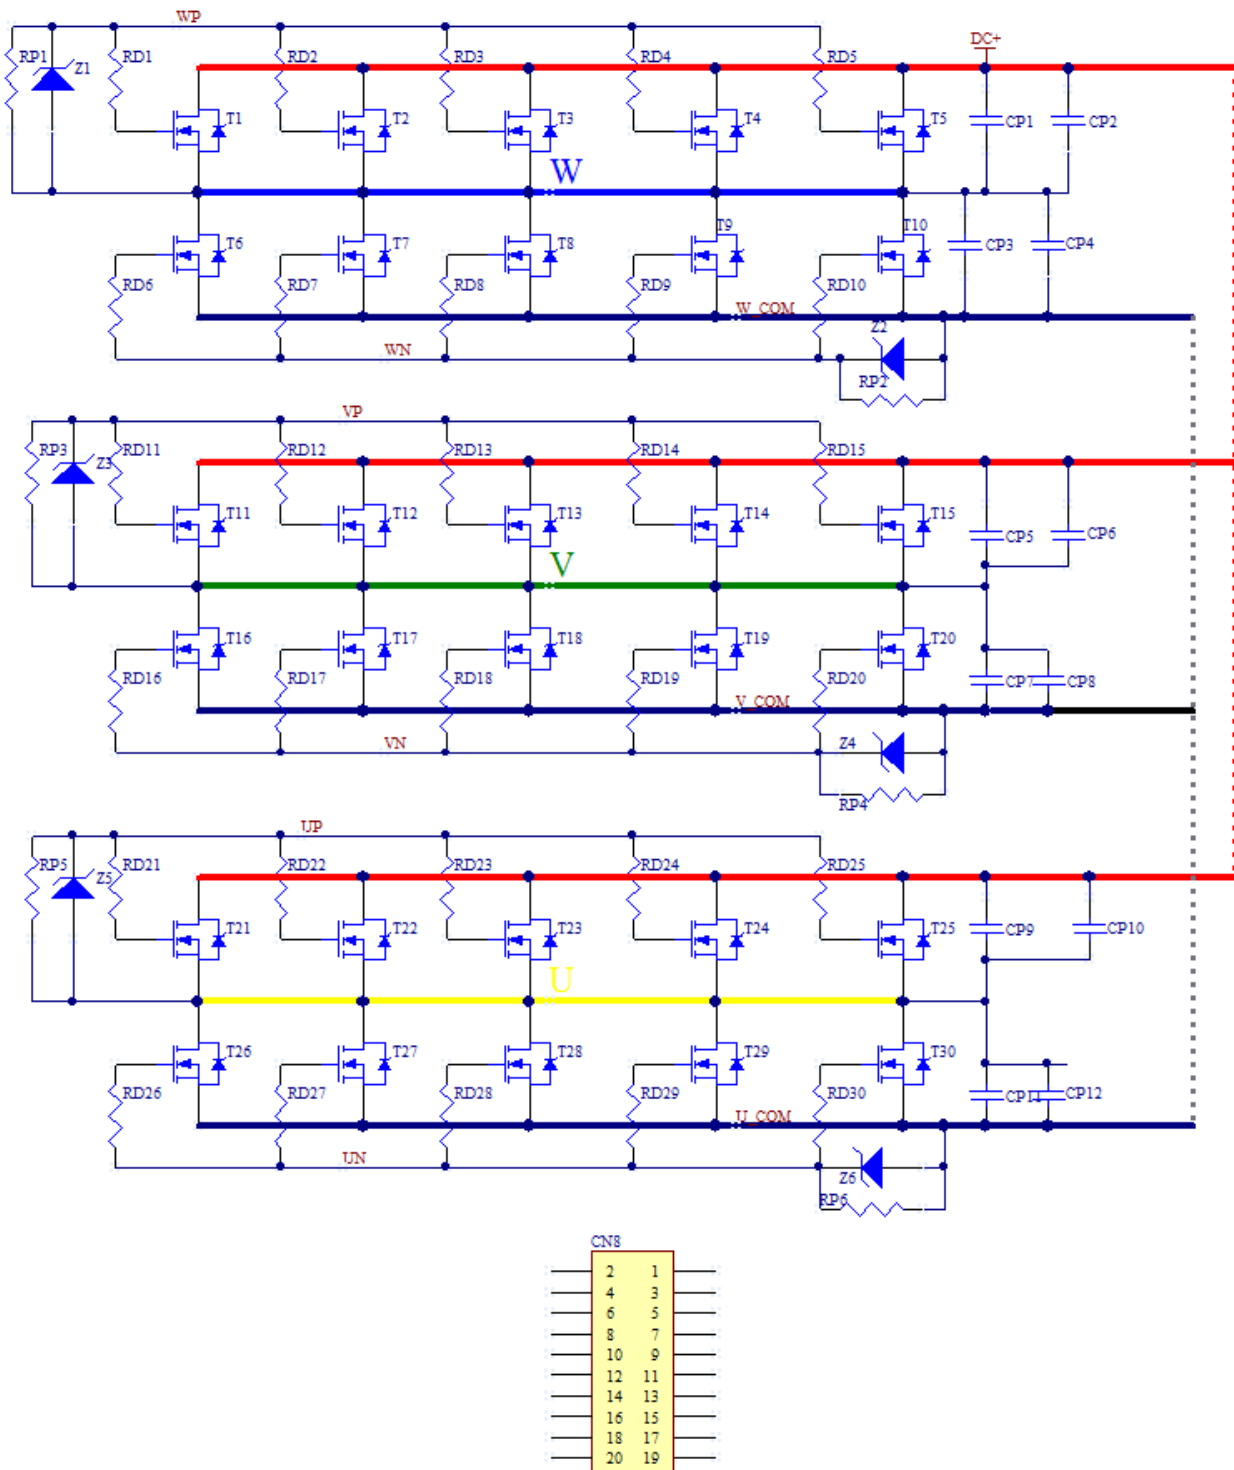 WP
DC+
RP1 Z1 RD1 RD2 RD3 RD4 RD5
T1 T2 T3 T4 T5 CP1 CP2
W
T6 T7 T8 T9 T10 CP3 CP4
RD6 RD7 RD8 RD9 RD10
W_COM
Z2
WN
RP2
VP
RP3 Z3 RD11 RD12 RD13 RD14 RD15
T11 T12 T13 T14 T15 CP5 CP6
V
T16 T17 T18 T19 T20
RD16 RD17 RD18 RD19 RD20 CP7 CP8
V_COM
VN Z4
RP4
UP
RP5 Z5 RD21 RD22 RD23 RD24 RD25
T21 T22 T23 T24 T25 CP9 CP10
U
T26 T27 T28 T29 T30
RD26 RD27 RD28 RD29 RD30 CP11 CP12
U_COM
UN
Z6
RP6
CN8
2 1
4 3
6 5
8 7
10 9
12 11
14 13
16 15
18 17
20 19